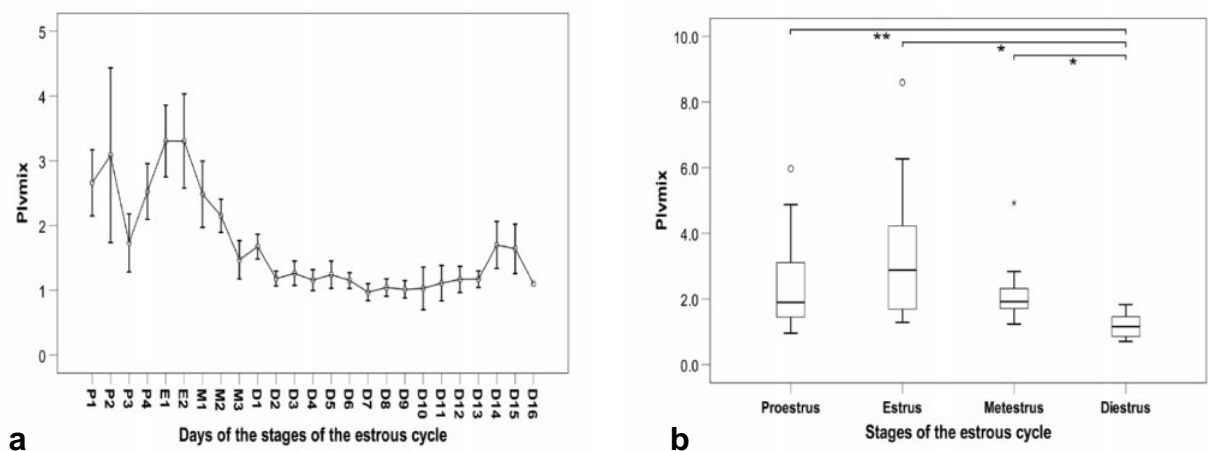 5
4
3
2
1
0
PIvmix
P1 P2 P3 P4 E1 E2 M1 M2 M3 D1 D2 D3 D4 D5 D6 D7 D8 D9 D10 D11 D12 D13 D14 D15 D16
Days of the stages of the estrous cycle
a
10.0
8.0
6.0
4.0
2.0
0.0
PIvmix
**
*
*
*
Proestrus Estrus Metestrus Diestrus
Stages of the estrous cycle
b